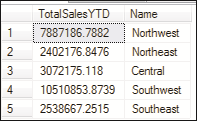 TotalSalesYTD Name
1 7887186.7882 Northwest
2 2402176.8476 Northeast
3 3072175.118 Central
4 10510853.8739 Southwest
5 2538667.2515 Southeast